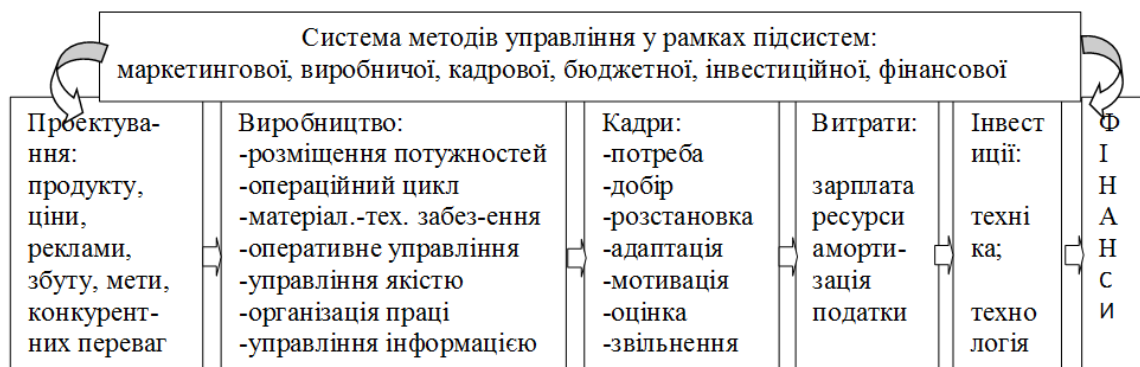 Система методів управління у рамках підсистем:
маркетингової, виробничої, кадрової, бюджетної, інвестиційної, фінансової
Проектува-
ння:
продукту,
ціни,
реклами,
збуту, мети,
конкурент-
них переваг
Виробництво:
-розміщення потужностей
-операційний цикл
-матеріал.-тех. забез-ення
-оперативне управління
-управління якістю
-організація праці
-управління інформацією
Кадри:
-потреба
-добір
-розстановка
-адаптація
-мотивація
-оцінка
-звільнення
Витрати:
зарплата
ресурси
аморти-
зація
податки
Інвест
иції:
техні
ка;
техно
логія
Ф
І
Н
А
Н
С
И